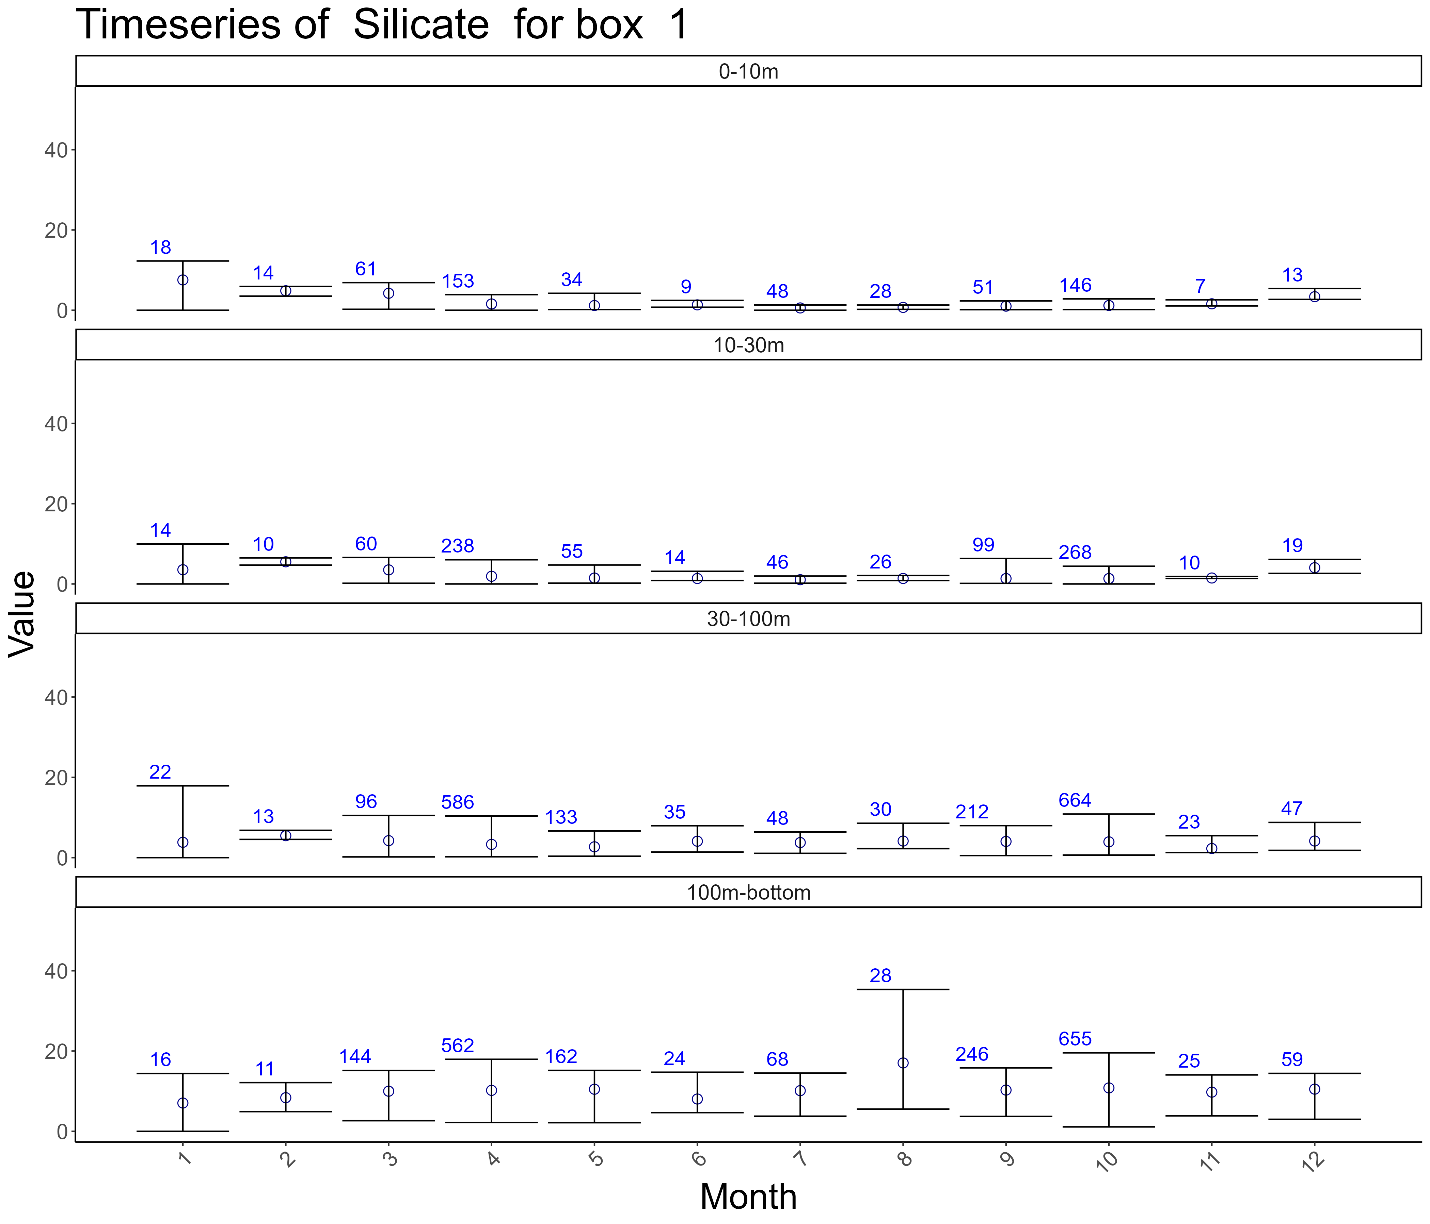 Timeseries of  Silicate  for box  1
0-10m
40
20
0
18 14 61 153 34 9 48 28 51 146 7 13
10-30m
40
20
0
14 10 60 238 55 14 46 26 99 268 10 19
30-100m
40
20
0
22 13 96 586 133 35 48 30 212 664 23 47
100m-bottom
40
20
0
16 11 144 562 162 24 68 28 246 655 25 59
1 2 3 4 5 6 7 8 9 10 11 12
Month
Value